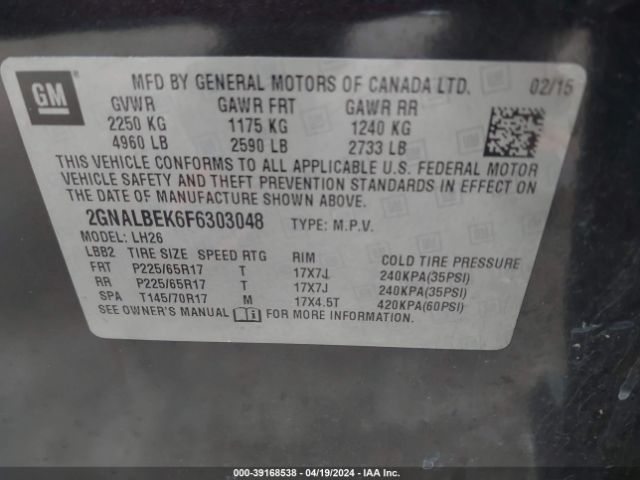 GM
MFD BY GENERAL MOTORS OF CANADA LTD. 02/15
GVWR GAWR FRT GAWR RR
2250 KG 1175 KG 1240 KG
4960 LB 2590 LB 2733 LB
THIS VEHICLE CONFORMS TO ALL APPLICABLE U.S. FEDERAL MOTOR
VEHICLE SAFETY AND THEFT PREVENTION STANDARDS IN EFFECT ON
THE DATE OF MANUFACTURE SHOWN ABOVE.
2GNALBEK6F6303048 TYPE: M.P.V.
MODEL: LH26
LBB2 TIRE SIZE SPEED RTG RIM COLD TIRE PRESSURE
FRT P225/65R17 T 17X7J 240KPA(35PSI)
RR P225/65R17 T 17X7J 240KPA(35PSI)
SPA T145/70R17 M 17X4.5T 420KPA(60PSI)
SEE OWNER'S MANUAL FOR MORE INFORMATION.
000-39168538 - 04/19/2024 - IAA Inc.